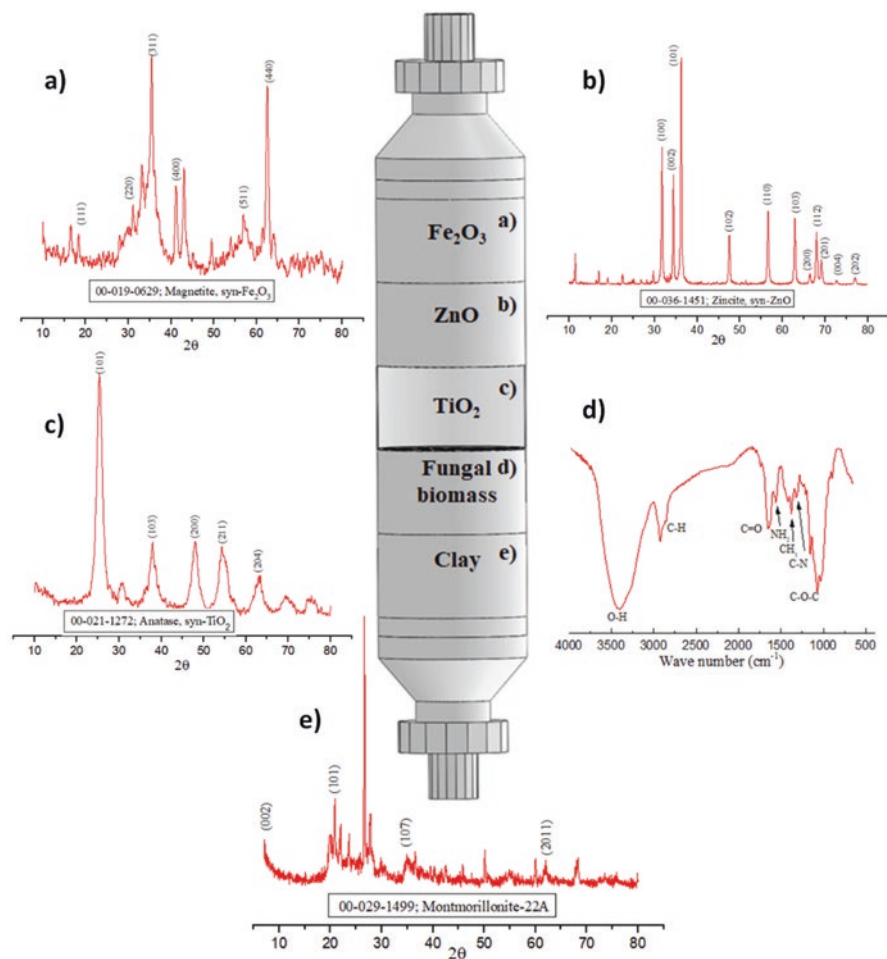 a)
(111)
(220)
(311)
(400)
(511)
(440)
00-019-0629; Magnetite, syn-Fe₂O₃
10 20 30 40 50 60 70 80
2θ
b)
(100)
(002)
(101)
(102)
(110)
(103)
(200)
(112)
(201)
(004)
(202)
00-036-1451; Zincite, syn-ZnO
10 20 30 40 50 60 70 80
2θ
Fe₂O₃ a)
ZnO b)
TiO₂ c)
Fungal d)
biomass
Clay e)
c)
(101)
(103)
(200)
(211)
(204)
00-021-1272; Anatase, syn-TiO₂
10 20 30 40 50 60 70 80
2θ
d)
O-H
C-H
C=O
C-N
C-O-C
4000 3500 3000 2500 2000 1500 1000 500
Wave number (cm⁻¹)
e)
(002)
(101)
(107)
(2011)
00-029-1499; Montmorillonite-22A
10 20 30 40 50 60 70 80
2θ